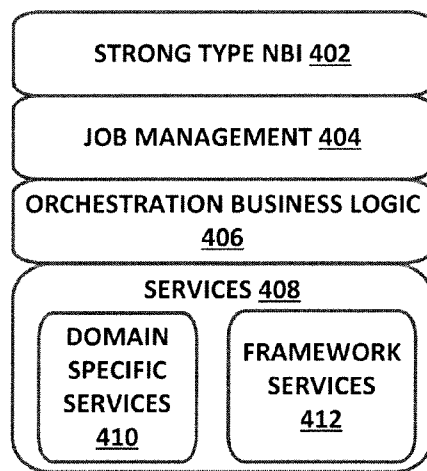 STRONG TYPE NBI 402
JOB MANAGEMENT 404
ORCHESTRATION BUSINESS LOGIC
406
SERVICES 408
DOMAIN
SPECIFIC
SERVICES
410
FRAMEWORK
SERVICES
412